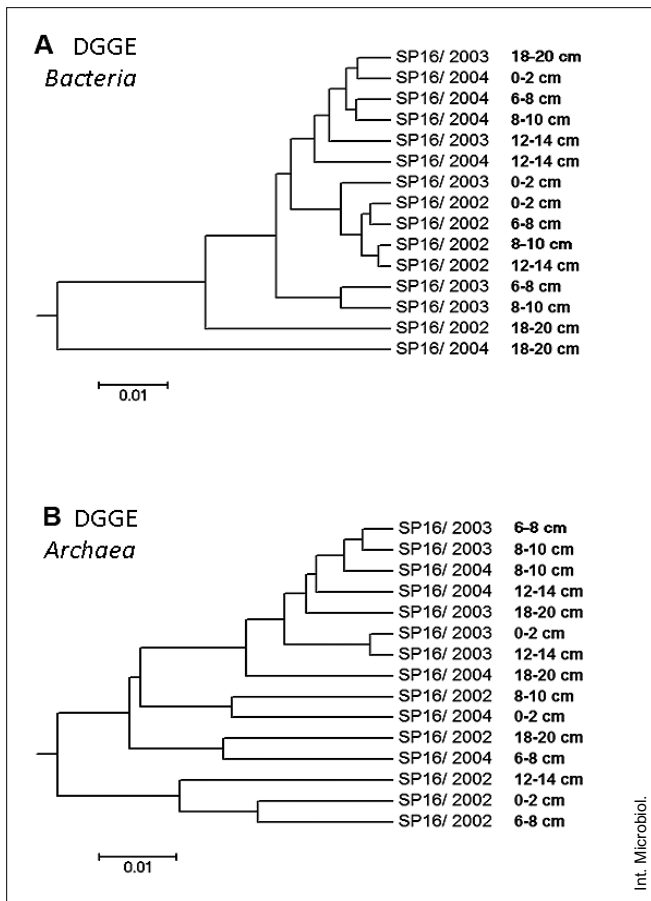 A DGGE
Bacteria
SP16/ 2003 18-20 cm
SP16/ 2004 0-2 cm
SP16/ 2004 6-8 cm
SP16/ 2004 8-10 cm
SP16/ 2003 12-14 cm
SP16/ 2004 12-14 cm
SP16/ 2003 0-2 cm
SP16/ 2002 0-2 cm
SP16/ 2002 6-8 cm
SP16/ 2002 8-10 cm
SP16/ 2002 12-14 cm
SP16/ 2003 6-8 cm
SP16/ 2003 8-10 cm
SP16/ 2002 18-20 cm
SP16/ 2004 18-20 cm
0.01
B DGGE
Archaea
SP16/ 2003 6-8 cm
SP16/ 2003 8-10 cm
SP16/ 2004 8-10 cm
SP16/ 2004 12-14 cm
SP16/ 2003 18-20 cm
SP16/ 2003 0-2 cm
SP16/ 2003 12-14 cm
SP16/ 2004 18-20 cm
SP16/ 2002 8-10 cm
SP16/ 2004 0-2 cm
SP16/ 2002 18-20 cm
SP16/ 2004 6-8 cm
SP16/ 2002 12-14 cm
SP16/ 2002 0-2 cm
SP16/ 2002 6-8 cm
0.01
Int. Microbiol.